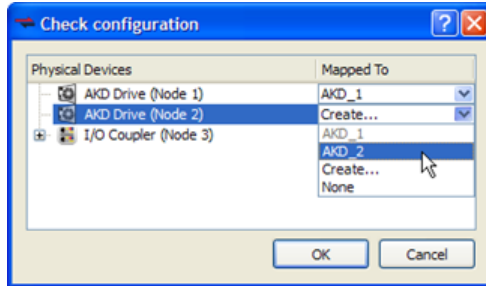 Check configuration
Physical Devices Mapped To
AKD Drive (Node 1) AKD_1
AKD Drive (Node 2) Create...
I/O Coupler (Node 3) AKD_1
AKD_2
Create...
None
OK Cancel